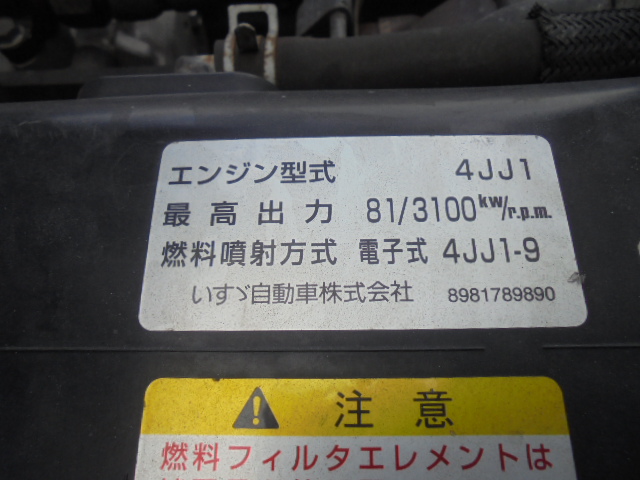 エンジン型式 4JJ1
最高出力 81/3100kw/r.p.m.
燃料噴射方式 電子式 4JJ1-9
いすゞ自動車株式会社 8981789890
注意
燃料フィルタエレメントは